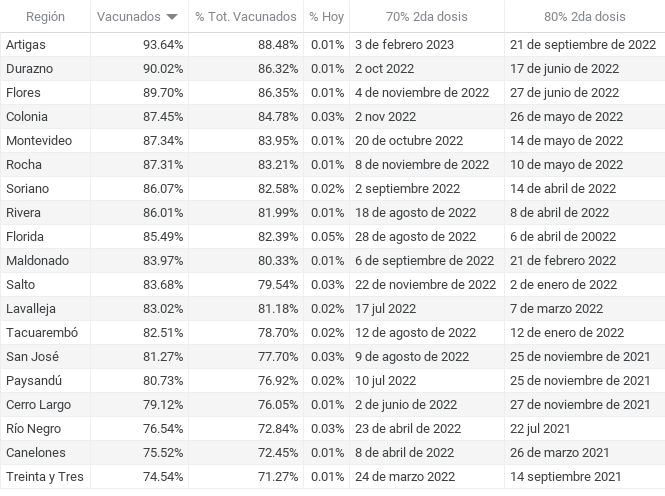 Región Vacunados % Tot. Vacunados % Hoy 70% 2da dosis 80% 2da dosis
Artigas 93.64% 88.48% 0.01% 3 de febrero 2023 21 de septiembre de 2022
Durazno 90.02% 86.32% 0.01% 2 oct 2022 17 de junio de 2022
Flores 89.70% 86.35% 0.01% 4 de noviembre de 2022 27 de junio de 2022
Colonia 87.45% 84.78% 0.03% 2 nov 2022 26 de mayo de 2022
Montevideo 87.34% 83.95% 0.01% 20 de octubre 2022 14 de mayo de 2022
Rocha 87.31% 83.21% 0.01% 8 de noviembre de 2022 10 de mayo de 2022
Soriano 86.07% 82.58% 0.02% 2 septiembre 2022 14 de abril de 2022
Rivera 86.01% 81.99% 0.01% 18 de agosto de 2022 8 de abril de 2022
Florida 85.49% 82.39% 0.05% 28 de agosto de 2022 6 de abril de 20022
Maldonado 83.97% 80.33% 0.01% 6 de septiembre de 2022 21 de febrero 2022
Salto 83.68% 79.54% 0.03% 22 de noviembre de 2022 2 de enero de 2022
Lavalleja 83.02% 81.18% 0.02% 17 jul 2022 7 de marzo de 2022
Tacuarembó 82.51% 78.70% 0.02% 12 de agosto de 2022 12 de enero de 2022
San José 81.27% 77.70% 0.03% 9 de agosto de 2022 25 de noviembre de 2021
Paysandú 80.73% 76.92% 0.02% 10 jul 2022 25 de noviembre de 2021
Cerro Largo 79.12% 76.05% 0.01% 2 de junio de 2022 27 de noviembre de 2021
Río Negro 76.54% 72.84% 0.03% 23 de abril de 2022 22 jul 2021
Canelones 75.52% 72.45% 0.01% 8 de abril de 2022 26 de marzo 2021
Treinta y Tres 74.54% 71.27% 0.01% 24 de marzo 2022 14 septiembre 2021